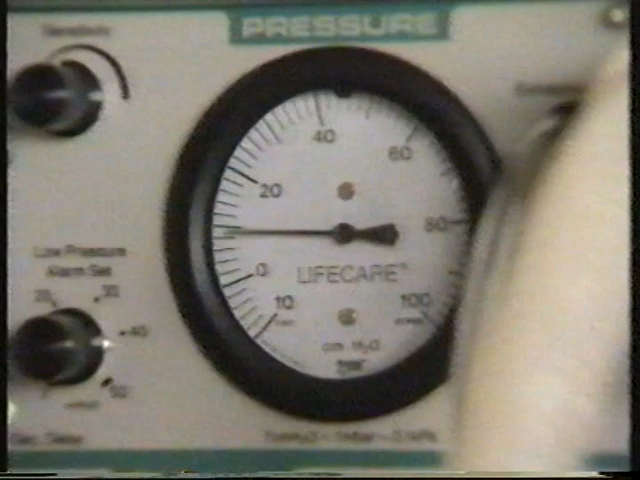 PRESSURE
Sensitivity
40
60
20
80
Low Pressure
Alarm Set
0
LIFECARE
20
30
10
100
40
cm H₂O
50